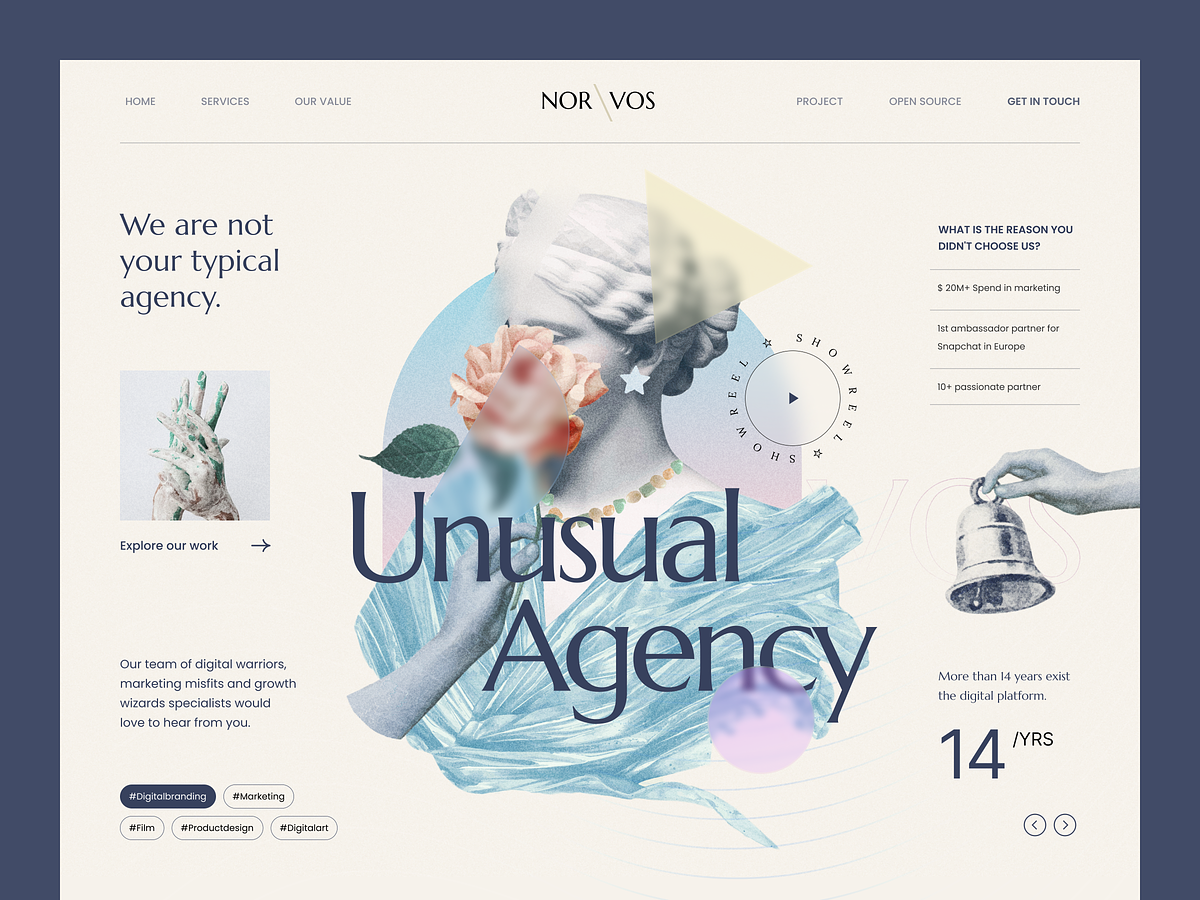 HOME
SERVICES
OUR VALUE
NOR\VOS
PROJECT
OPEN SOURCE
GET IN TOUCH
We are not
your typical
agency.
Explore our work
Our team of digital warriors,
marketing misfits and growth
wizards specialists would
love to hear from you.
#Digitalbranding
#Marketing
#Film
#Productdesign
#Digitalart
Unusual
Agency
SHOWREEL ☆ SHOWREEL ☆
WHAT IS THE REASON YOU
DIDN'T CHOOSE US?
$ 20M+ Spend in marketing
1st ambassador partner for
Snapchat in Europe
10+ passionate partner
VOS
More than 14 years exist
the digital platform.
14 /YRS